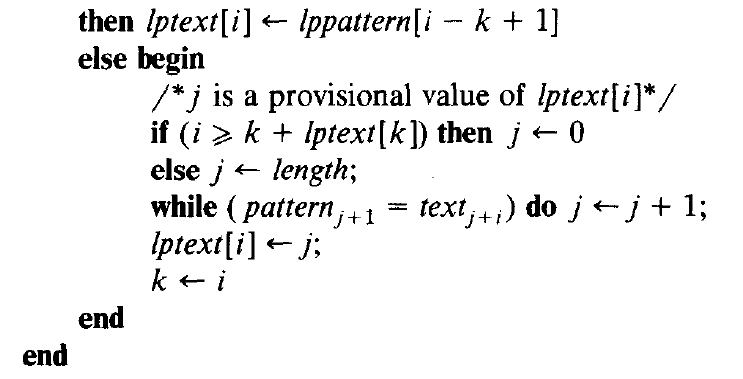 then lptext[i] ← lppattern[i − k + 1]
else begin
/*j is a provisional value of lptext[i]*/
if (i ⩾ k + lptext[k]) then j ← 0
else j ← length;
while (pattern_{j+1} = text_{j+i}) do j ← j + 1;
lptext[i] ← j;
k ← i
end
end